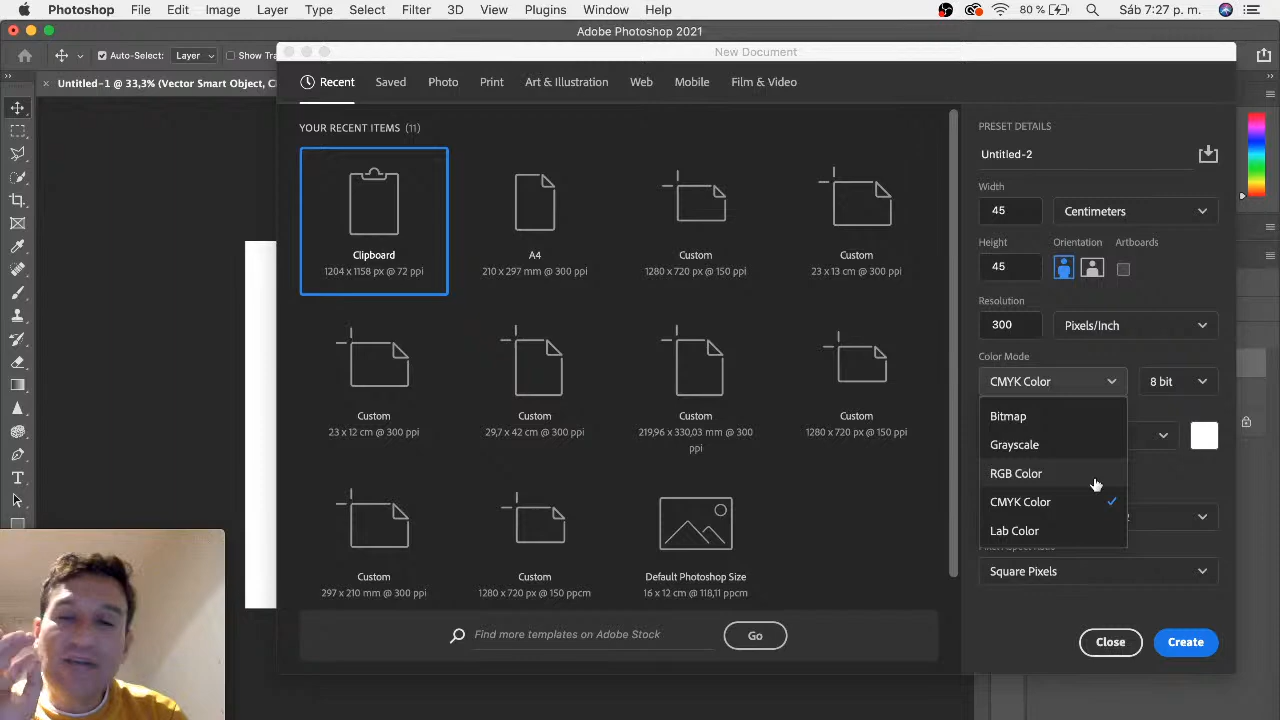 Photoshop File Edit Image Layer Type Select Filter 3D View Plugins Window Help 80 % Sáb 7:27 p. m.
Adobe Photoshop 2021
Auto-Select: Layer Show
New Document
Untitled-1 @ 33,3% (Vector Smart Object,
Recent Saved Photo Print Art & Illustration Web Mobile Film & Video
YOUR RECENT ITEMS (11)
Clipboard
1204 x 1158 px @ 72 ppi
A4
210 x 297 mm @ 300 ppi
Custom
1280 x 720 px @ 150 ppi
Custom
23 x 13 cm @ 300 ppi
Custom
23 x 12 cm @ 300 ppi
Custom
29,7 x 42 cm @ 300 ppi
Custom
219,96 x 330,03 mm @ 300
ppi
Custom
1280 x 720 px @ 150 ppi
Custom
297 x 210 mm @ 300 ppi
Custom
1280 x 720 px @ 150 ppcm
Default Photoshop Size
16 x 12 cm @ 118,11 ppcm
Find more templates on Adobe Stock
Go
PRESET DETAILS
Untitled-2
Width
45 Centimeters
Height Orientation Artboards
45
Resolution
300 Pixels/Inch
Color Mode
CMYK Color 8 bit
Bitmap
Grayscale
RGB Color
CMYK Color
Lab Color
Square Pixels
Close Create